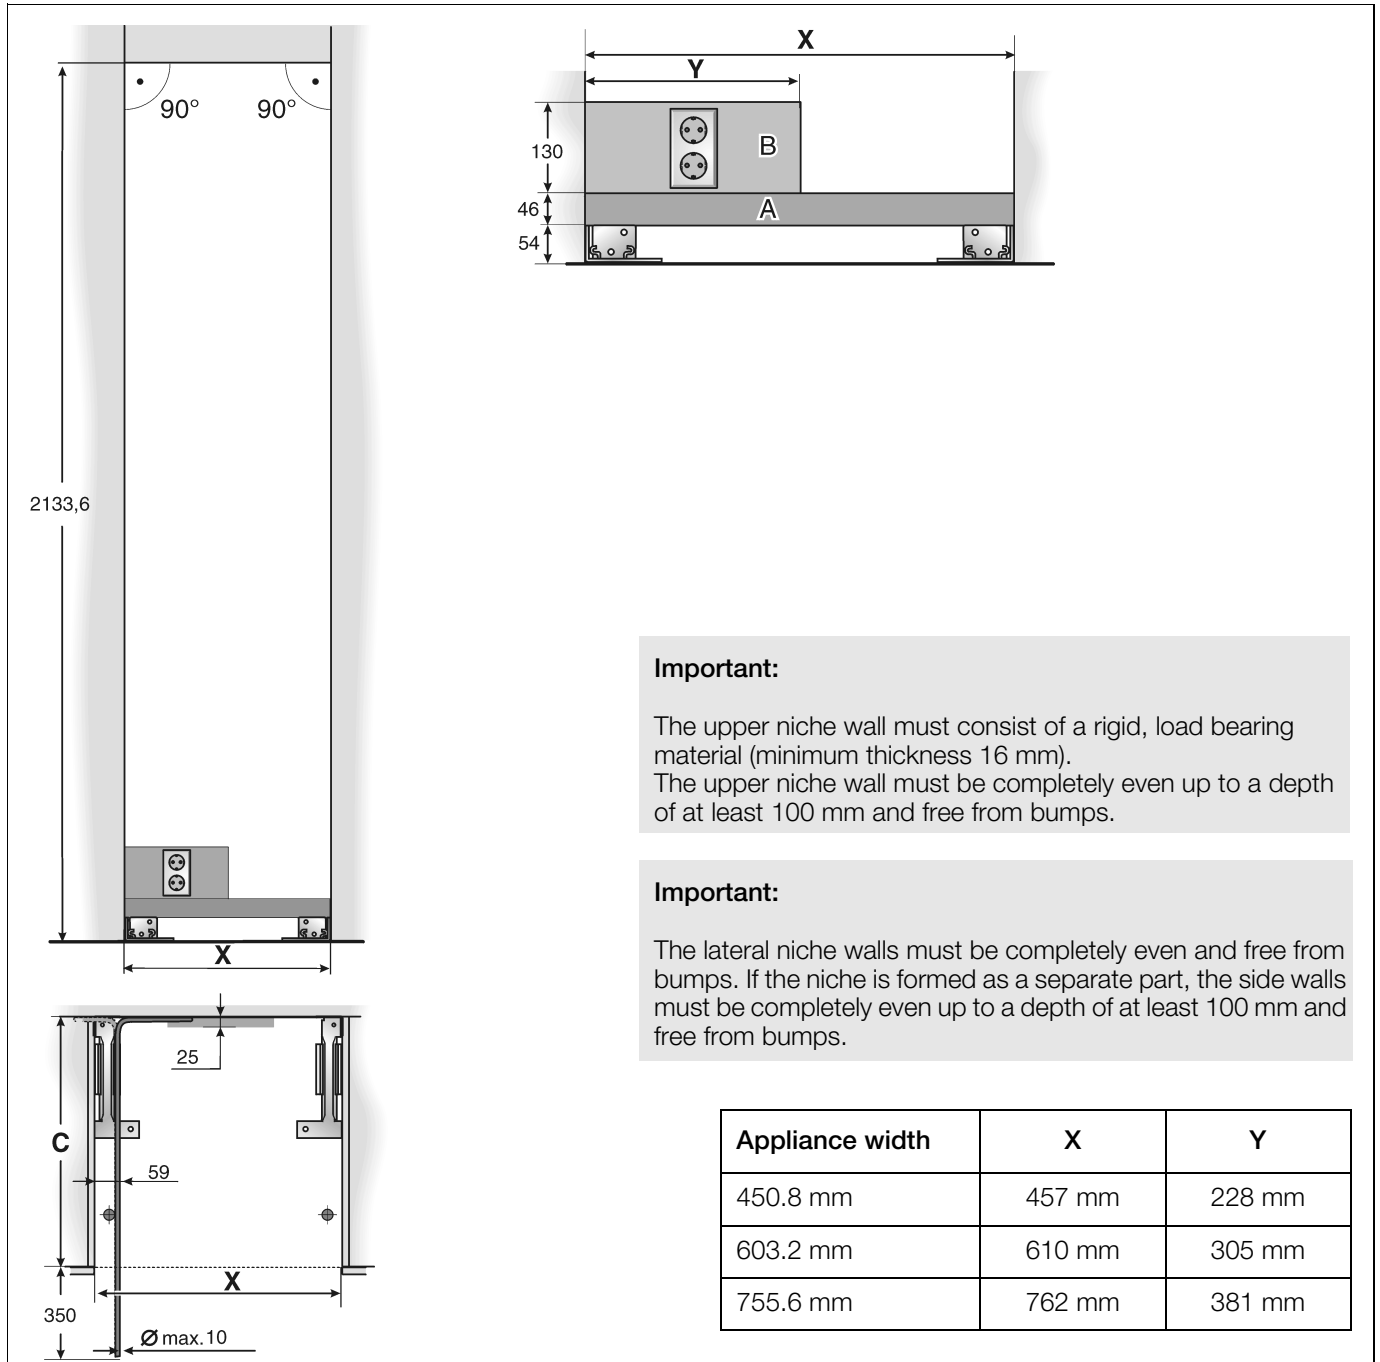 90°
90°
2133,6
X
X
Y
130
B
46
A
54
Important:
The upper niche wall must consist of a rigid, load bearing
material (minimum thickness 16 mm).
The upper niche wall must be completely even up to a depth
of at least 100 mm and free from bumps.
Important:
The lateral niche walls must be completely even and free from
bumps. If the niche is formed as a separate part, the side walls
must be completely even up to a depth of at least 100 mm and
free from bumps.
25
C
59
X
350
Ø max.10
Appliance width X Y
450.8 mm 457 mm 228 mm
603.2 mm 610 mm 305 mm
755.6 mm 762 mm 381 mm